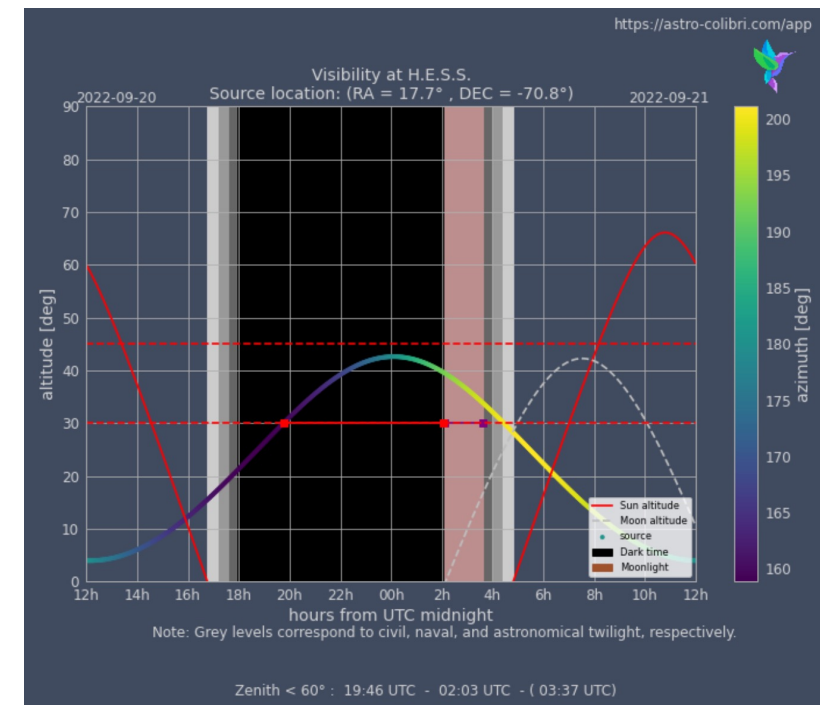 https://astro-colibri.com/app
Visibility at H.E.S.S.
2022-09-20
Source location: (RA = 17.7° , DEC = -70.8°)
2022-09-21
90
80
70
60
50
40
30
20
10
0
altitude [deg]
12h 14h 16h 18h 20h 22h 00h 2h 4h 6h 8h 10h 12h
hours from UTC midnight
Sun altitude
Moon altitude
source
Dark time
Moonlight
200
195
190
185
180
175
170
165
160
azimuth [deg]
Note: Grey levels correspond to civil, naval, and astronomical twilight, respectively.
Zenith < 60° : 19:46 UTC - 02:03 UTC - ( 03:37 UTC)